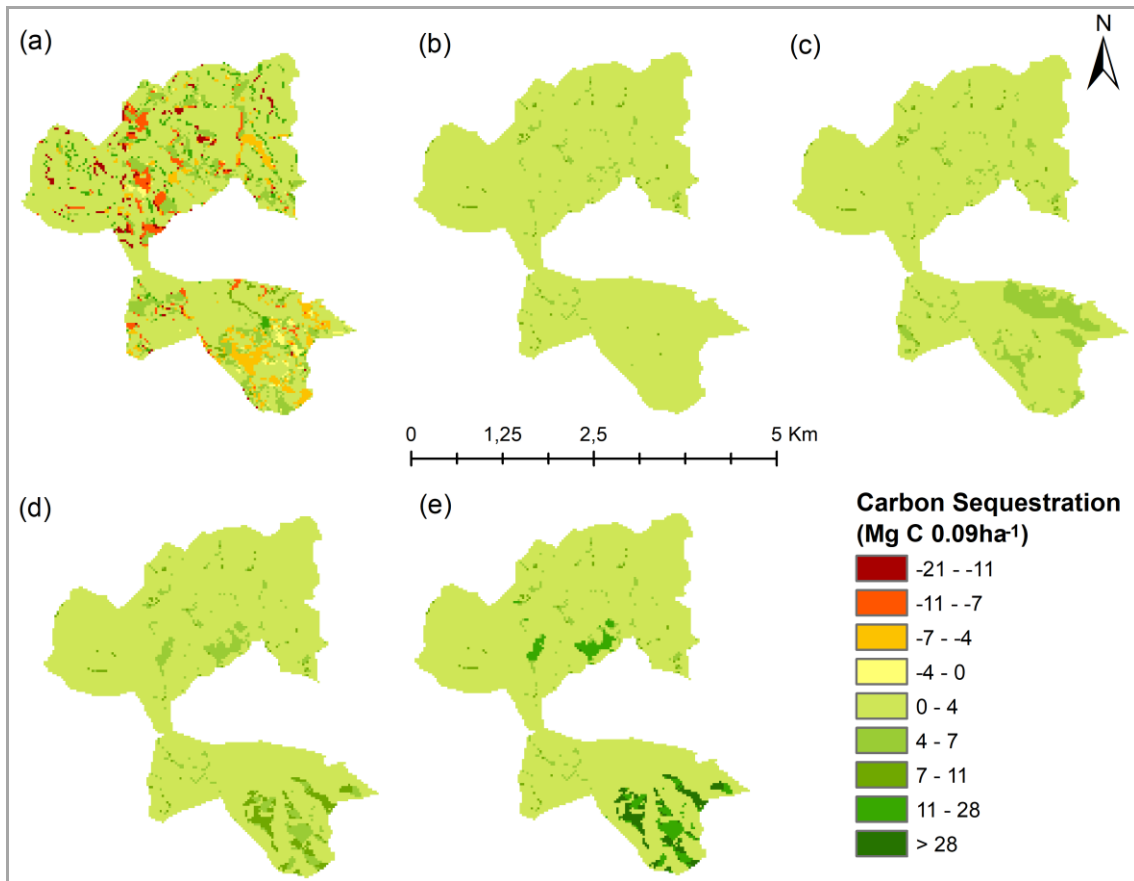 (a)
(b)
(c)
N
0 1,25 2,5 5 Km
(d)
(e)
Carbon Sequestration
(Mg C 0.09ha-1)
-21 - -11
-11 - -7
-7 - -4
-4 - 0
0 - 4
4 - 7
7 - 11
11 - 28
> 28